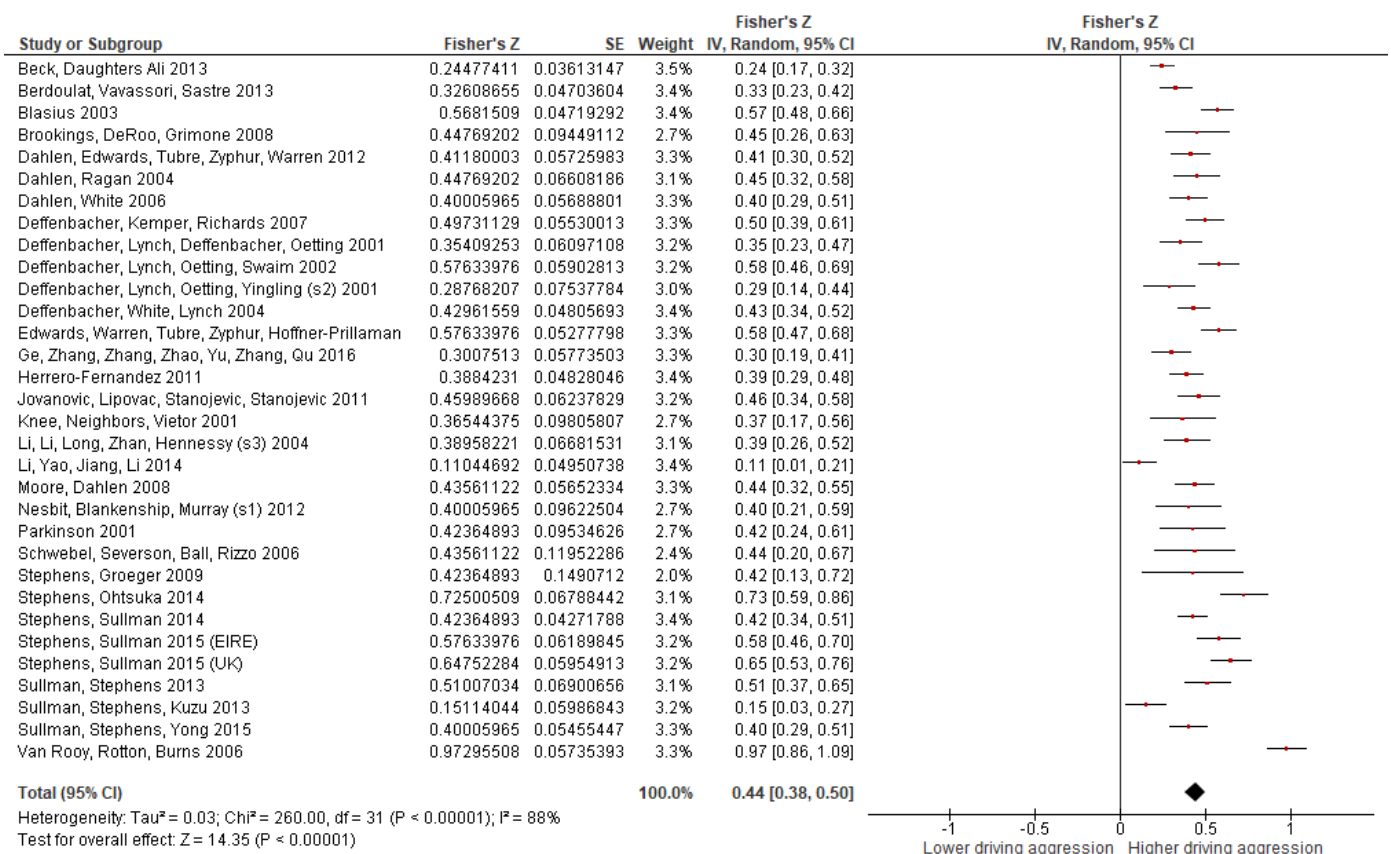 Fisher's Z Fisher's Z
Study or Subgroup Fisher's Z SE Weight IV, Random, 95% CI IV, Random, 95% CI
Beck, Daughters Ali 2013 0.24477411 0.03613147 3.5% 0.24 [0.17, 0.32]
Berdoulat, Vavassori, Sastre 2013 0.32608655 0.04703604 3.4% 0.33 [0.23, 0.42]
Blasius 2003 0.5681509 0.04719292 3.4% 0.57 [0.48, 0.66]
Brookings, DeRoo, Grimone 2008 0.44769202 0.09449112 2.7% 0.45 [0.26, 0.63]
Dahlen, Edwards, Tubre, Zyphur, Warren 2012 0.41180003 0.05725983 3.3% 0.41 [0.30, 0.52]
Dahlen, Ragan 2004 0.44769202 0.06608186 3.1% 0.45 [0.32, 0.58]
Dahlen, White 2006 0.40005965 0.05688801 3.3% 0.40 [0.29, 0.51]
Deffenbacher, Kemper, Richards 2007 0.49731129 0.05530013 3.3% 0.50 [0.39, 0.61]
Deffenbacher, Lynch, Deffenbacher, Oetting 2001 0.35409253 0.06097108 3.2% 0.35 [0.23, 0.47]
Deffenbacher, Lynch, Oetting, Swaim 2002 0.57633976 0.05902813 3.2% 0.58 [0.46, 0.69]
Deffenbacher, Lynch, Oetting, Yingling (s2) 2001 0.28768207 0.07537784 3.0% 0.29 [0.14, 0.44]
Deffenbacher, White, Lynch 2004 0.42961559 0.04805693 3.4% 0.43 [0.34, 0.52]
Edwards, Warren, Tubre, Zyphur, Hoffner-Prillaman 0.57633976 0.05277798 3.3% 0.58 [0.47, 0.68]
Ge, Zhang, Zhang, Zhao, Yu, Zhang, Qu 2016 0.3007513 0.05773503 3.3% 0.30 [0.19, 0.41]
Herrero-Fernandez 2011 0.3884231 0.04828046 3.4% 0.39 [0.29, 0.48]
Jovanovic, Lipovac, Stanojevic, Stanojevic 2011 0.45989668 0.06237829 3.2% 0.46 [0.34, 0.58]
Knee, Neighbors, Vietor 2001 0.36544375 0.09805807 2.7% 0.37 [0.17, 0.56]
Li, Li, Long, Zhan, Hennessy (s3) 2004 0.38958221 0.06681531 3.1% 0.39 [0.26, 0.52]
Li, Yao, Jiang, Li 2014 0.11044692 0.04950738 3.4% 0.11 [0.01, 0.21]
Moore, Dahlen 2008 0.43561122 0.05652334 3.3% 0.44 [0.32, 0.55]
Nesbit, Blankenship, Murray (s1) 2012 0.40005965 0.09622504 2.7% 0.40 [0.21, 0.59]
Parkinson 2001 0.42364893 0.09534626 2.7% 0.42 [0.24, 0.61]
Schwebel, Severson, Ball, Rizzo 2006 0.43561122 0.11952286 2.4% 0.44 [0.20, 0.67]
Stephens, Groeger 2009 0.42364893 0.1490712 2.0% 0.42 [0.13, 0.72]
Stephens, Ohtsuka 2014 0.72500509 0.06788442 3.1% 0.73 [0.59, 0.86]
Stephens, Sullman 2014 0.42364893 0.04271788 3.4% 0.42 [0.34, 0.51]
Stephens, Sullman 2015 (EIRE) 0.57633976 0.06189845 3.2% 0.58 [0.46, 0.70]
Stephens, Sullman 2015 (UK) 0.64752284 0.05954913 3.2% 0.65 [0.53, 0.76]
Sullman, Stephens 2013 0.51007034 0.06900656 3.1% 0.51 [0.37, 0.65]
Sullman, Stephens, Kuzu 2013 0.15114044 0.05986843 3.2% 0.15 [0.03, 0.27]
Sullman, Stephens, Yong 2015 0.40005965 0.05455447 3.3% 0.40 [0.29, 0.51]
Van Rooy, Rotton, Burns 2006 0.97295508 0.05735393 3.3% 0.97 [0.86, 1.09]
Total (95% CI) 100.0% 0.44 [0.38, 0.50]
Heterogeneity: Tau² = 0.03; Chi² = 260.00, df = 31 (P < 0.00001); I² = 88%
Test for overall effect: Z = 14.35 (P < 0.00001)
-1 -0.5 0 0.5 1
Lower driving aggression Higher driving aggression